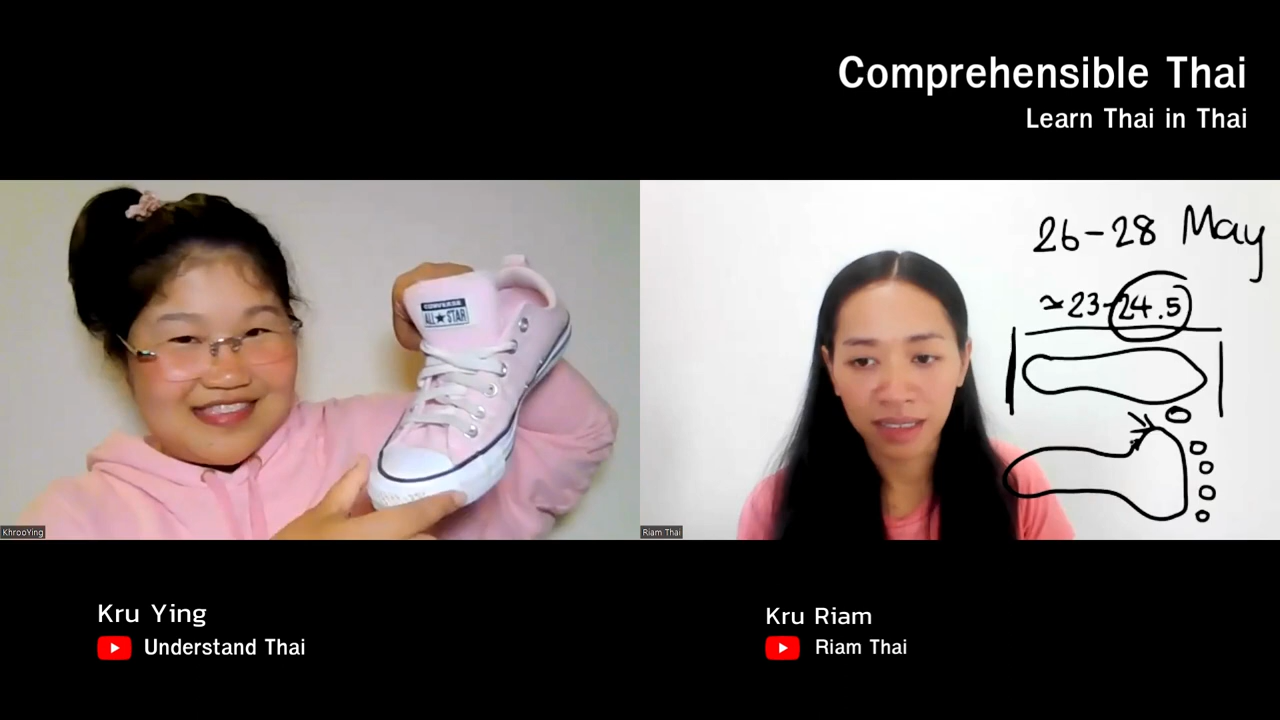 Comprehensible Thai
Learn Thai in Thai
CONVERSE
ALL★STAR
26-28 May
≃23-24.5
KhrooYing
Riam Thai
Kru Ying
Understand Thai
Kru Riam
Riam Thai